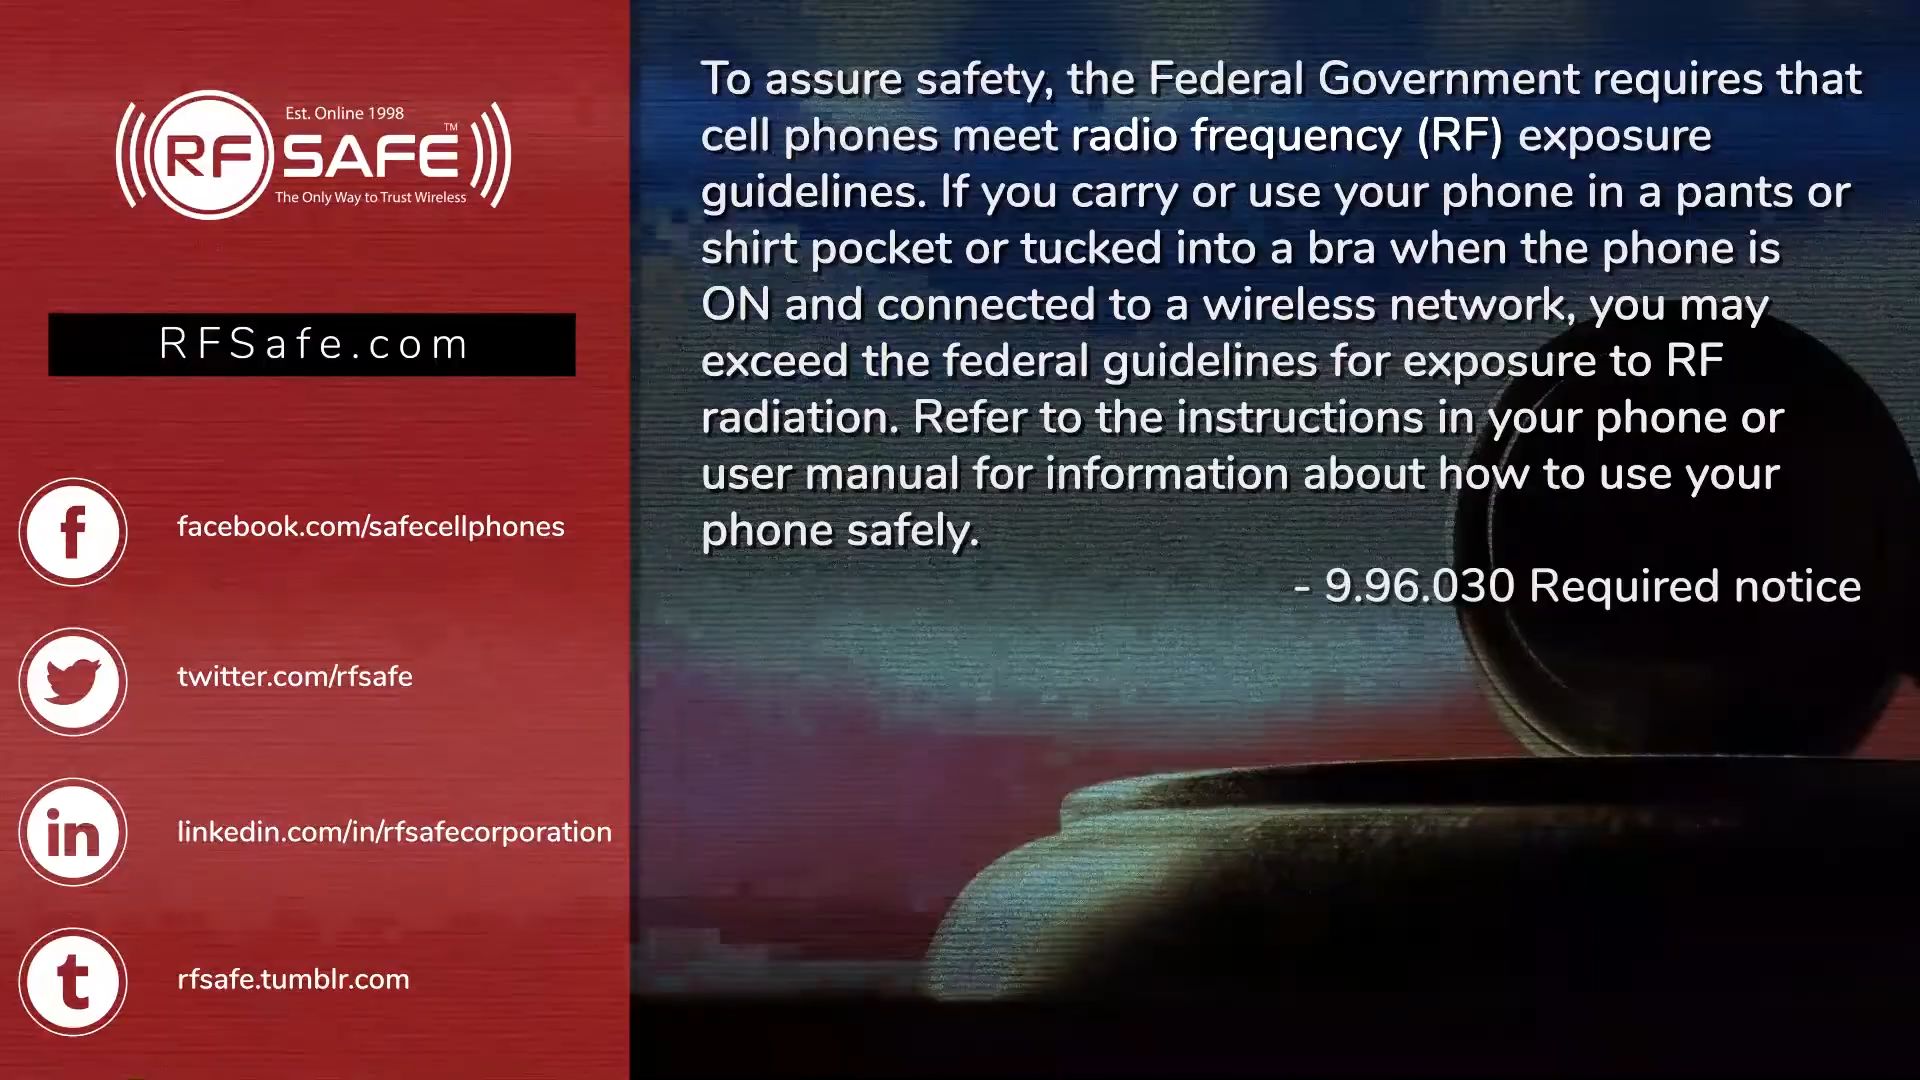 Est. Online 1998
RF SAFE™
The Only Way to Trust Wireless
RFSafe.com
facebook.com/safecellphones
twitter.com/rfsafe
linkedin.com/in/rfsafecorporation
rfsafe.tumblr.com
To assure safety, the Federal Government requires that
cell phones meet radio frequency (RF) exposure
guidelines. If you carry or use your phone in a pants or
shirt pocket or tucked into a bra when the phone is
ON and connected to a wireless network, you may
exceed the federal guidelines for exposure to RF
radiation. Refer to the instructions in your phone or
user manual for information about how to use your
phone safely.
- 9.96.030 Required notice